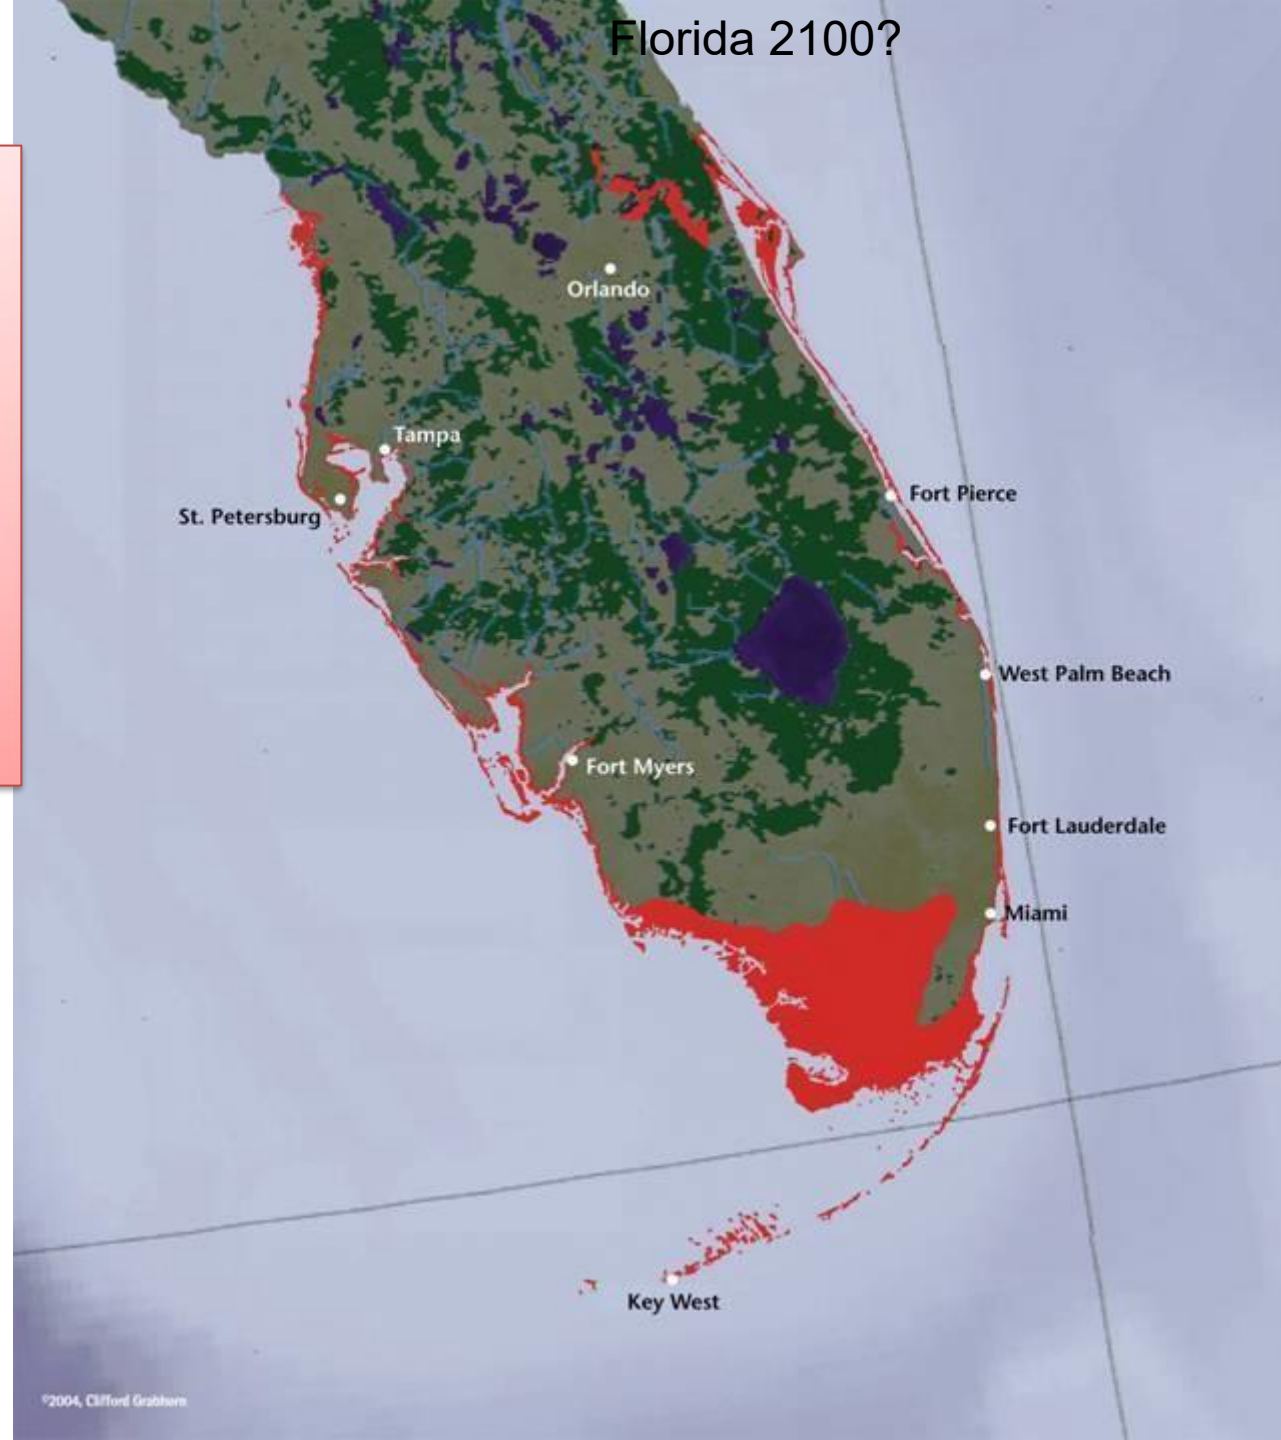 Florida 2100?
Orlando
Tampa
Fort Pierce
St. Petersburg
West Palm Beach
Fort Myers
Fort Lauderdale
Miami
Key West
©2004, Clifford Grabhorn